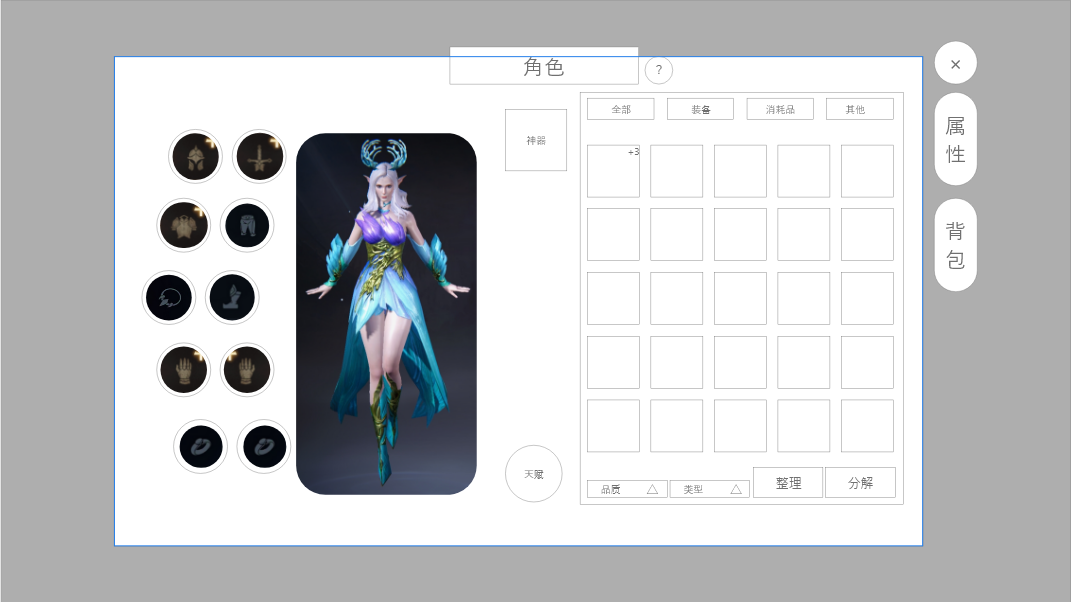 角色
?
×
属性
背包
神器
天赋
全部
装备
消耗品
其他
+3
品质
类型
整理
分解